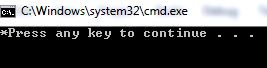 C:\Windows\system32\cmd.exe
*Press any key to continue . . .